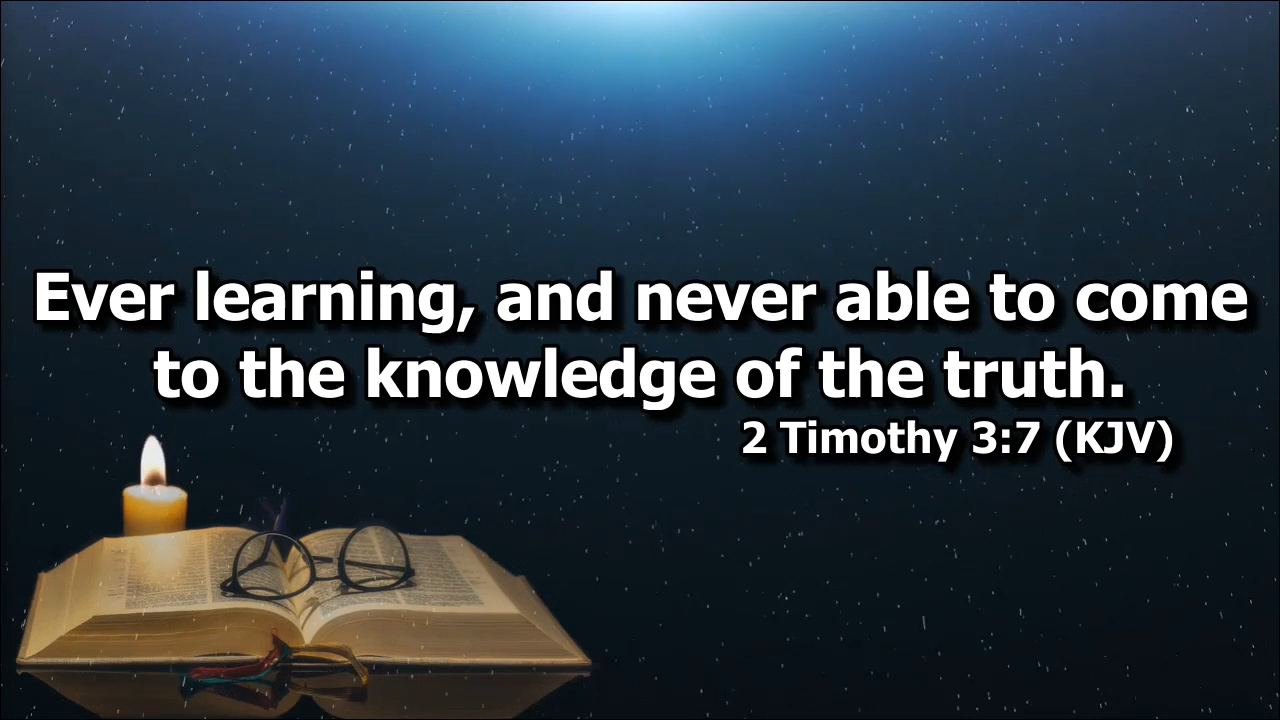 Ever learning, and never able to come
to the knowledge of the truth.
2 Timothy 3:7 (KJV)